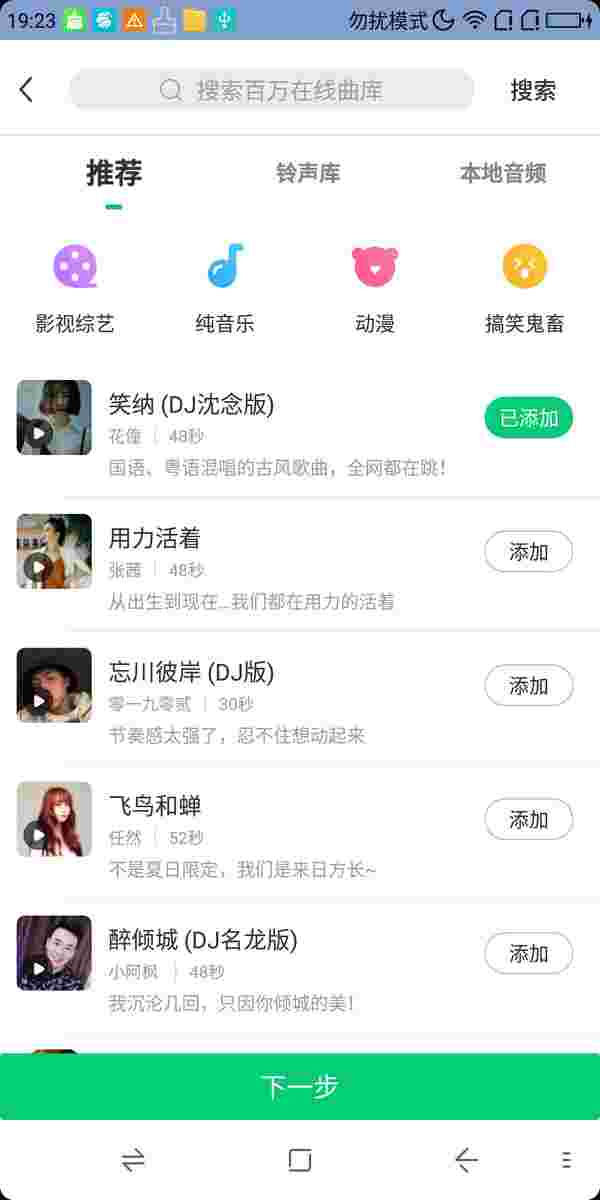 19:23 勿扰模式
搜索百万在线曲库 搜索
推荐 铃声库 本地音频
影视综艺 纯音乐 动漫 搞笑鬼畜
笑纳 (DJ沈念版)
花僮 | 48秒
已添加
国语、粤语混唱的古风歌曲，全网都在跳！
用力活着
张茜 | 48秒
添加
从出生到现在...我们都在用力的活着
忘川彼岸 (DJ版)
零一九零贰 | 30秒
添加
节奏感太强了，忍不住想动起来
飞鸟和蝉
任然 | 52秒
添加
不是夏日限定，我们是来日方长~
醉倾城 (DJ名龙版)
小阿枫 | 48秒
添加
我沉沦几回，只因你倾城的美！
下一步